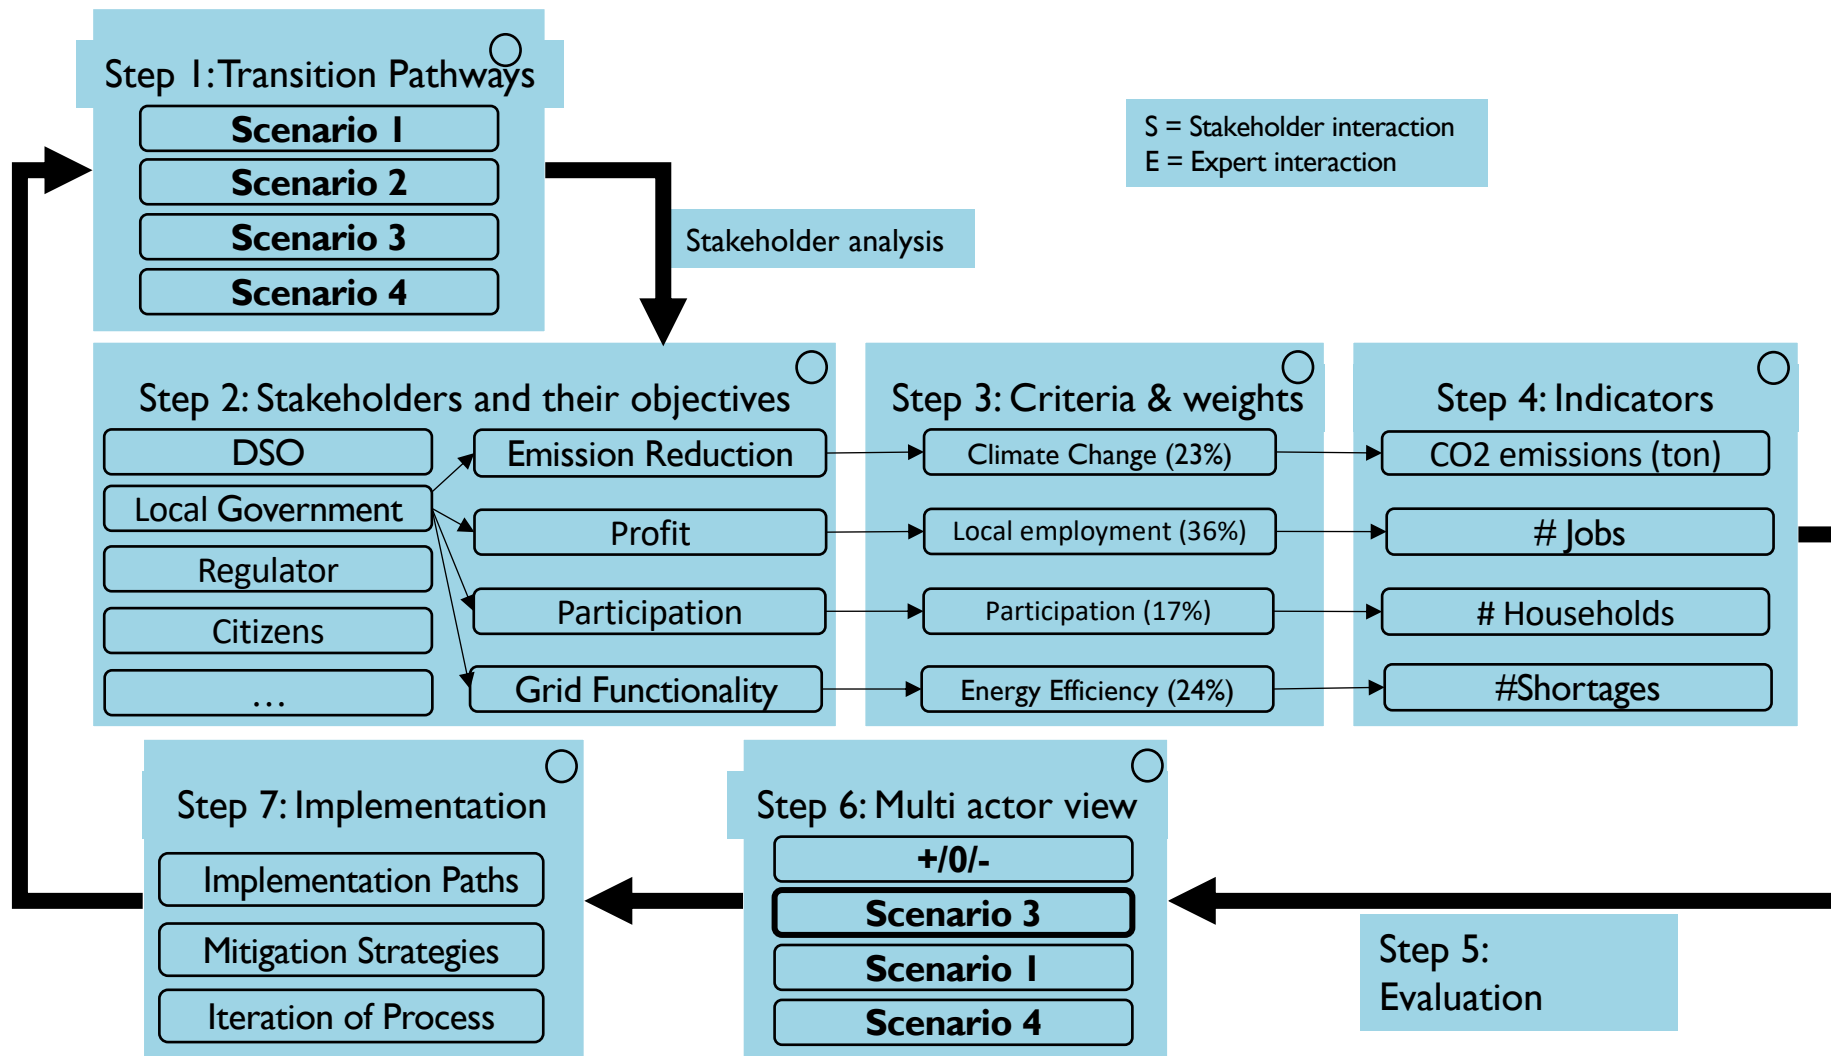 Step 1: Transition Pathways
Scenario 1
Scenario 2
Scenario 3
Scenario 4
S = Stakeholder interaction
E = Expert interaction
Stakeholder analysis
Step 2: Stakeholders and their objectives
DSO
Local Government
Regulator
Citizens
...
Emission Reduction
Profit
Participation
Grid Functionality
Step 3: Criteria & weights
Climate Change (23%)
Local employment (36%)
Participation (17%)
Energy Efficiency (24%)
Step 4: Indicators
CO2 emissions (ton)
# Jobs
# Households
#Shortages
Step 5:
Evaluation
Step 6: Multi actor view
+/0/-
Scenario 3
Scenario 1
Scenario 4
Step 7: Implementation
Implementation Paths
Mitigation Strategies
Iteration of Process